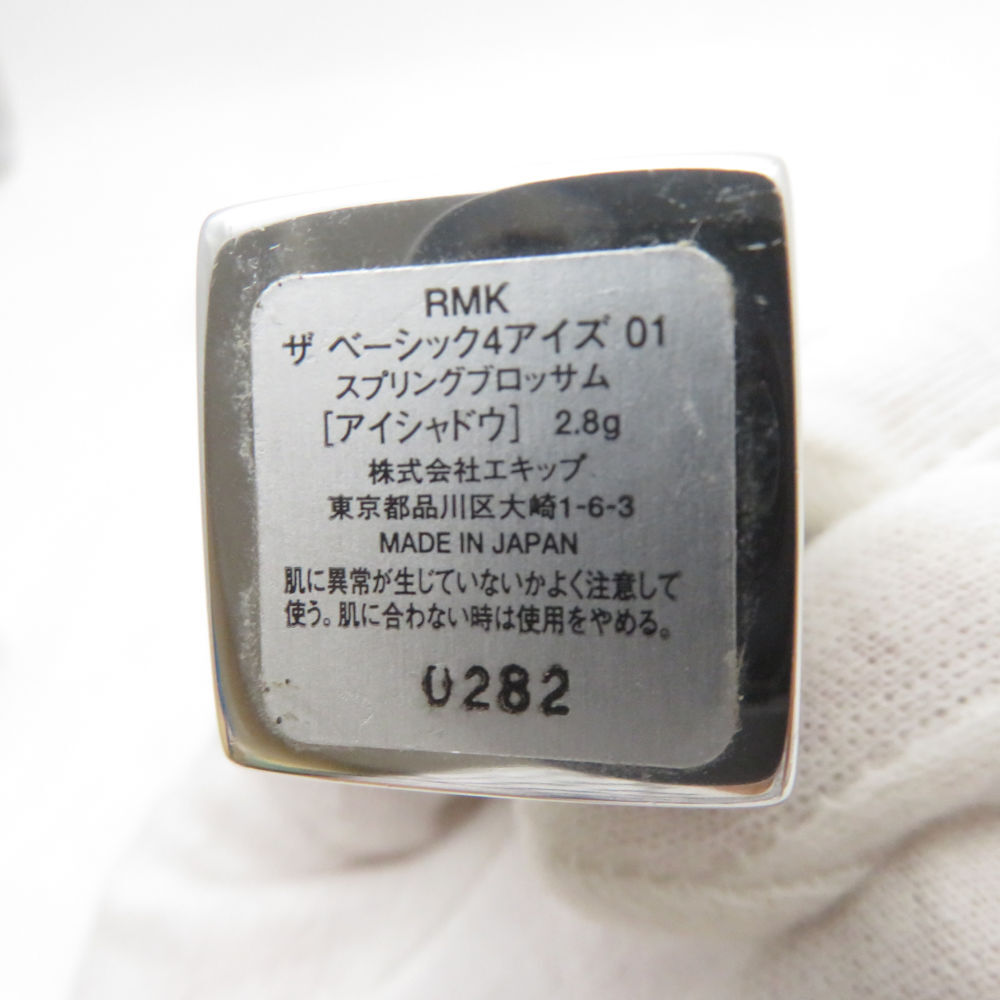 RMK
ザ ベーシック4アイズ 01
スプリングブロッサム
[アイシャドウ] 2.8g
株式会社エキップ
東京都品川区大崎1-6-3
MADE IN JAPAN
肌に異常が生じていないかよく注意して
使う。肌に合わない時は使用をやめる。
0282